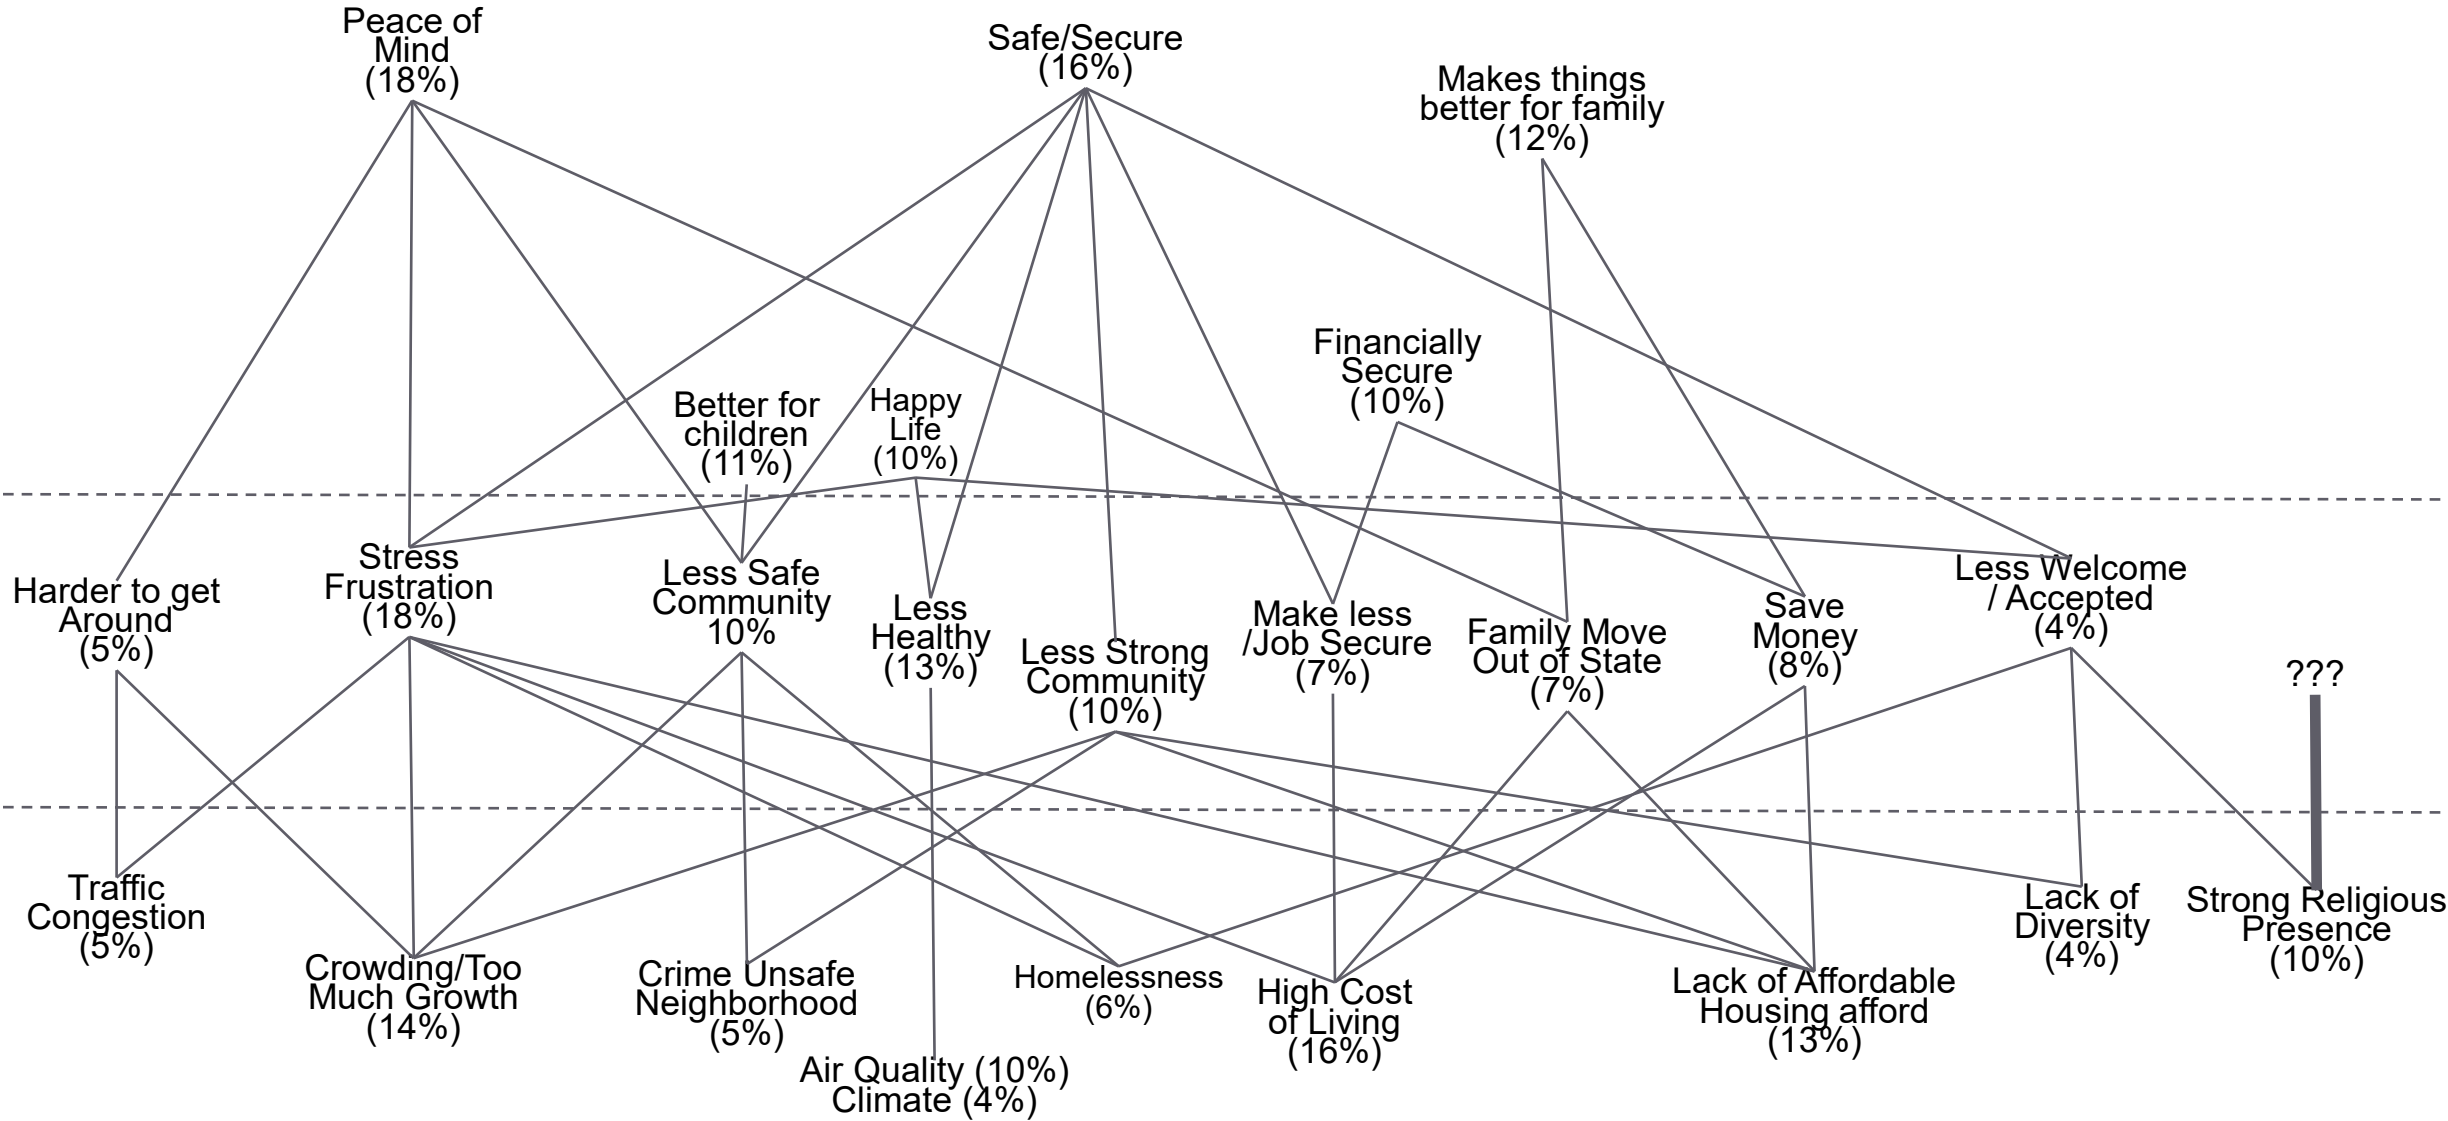 Peace of
Mind
(18%)
Safe/Secure
(16%)
Makes things
better for family
(12%)
Financially
Secure
(10%)
Better for
children
(11%)
Happy
Life
(10%)
Harder to get
Around
(5%)
Stress
Frustration
(18%)
Less Safe
Community
10%
Less
Healthy
(13%)
Less Strong
Community
(10%)
Make less
/Job Secure
(7%)
Family Move
Out of State
(7%)
Save
Money
(8%)
Less Welcome
/ Accepted
(4%)
???
Traffic
Congestion
(5%)
Crowding/Too
Much Growth
(14%)
Crime Unsafe
Neighborhood
(5%)
Air Quality (10%)
Climate (4%)
Homelessness
(6%)
High Cost
of Living
(16%)
Lack of Affordable
Housing afford
(13%)
Lack of
Diversity
(4%)
Strong Religious
Presence
(10%)